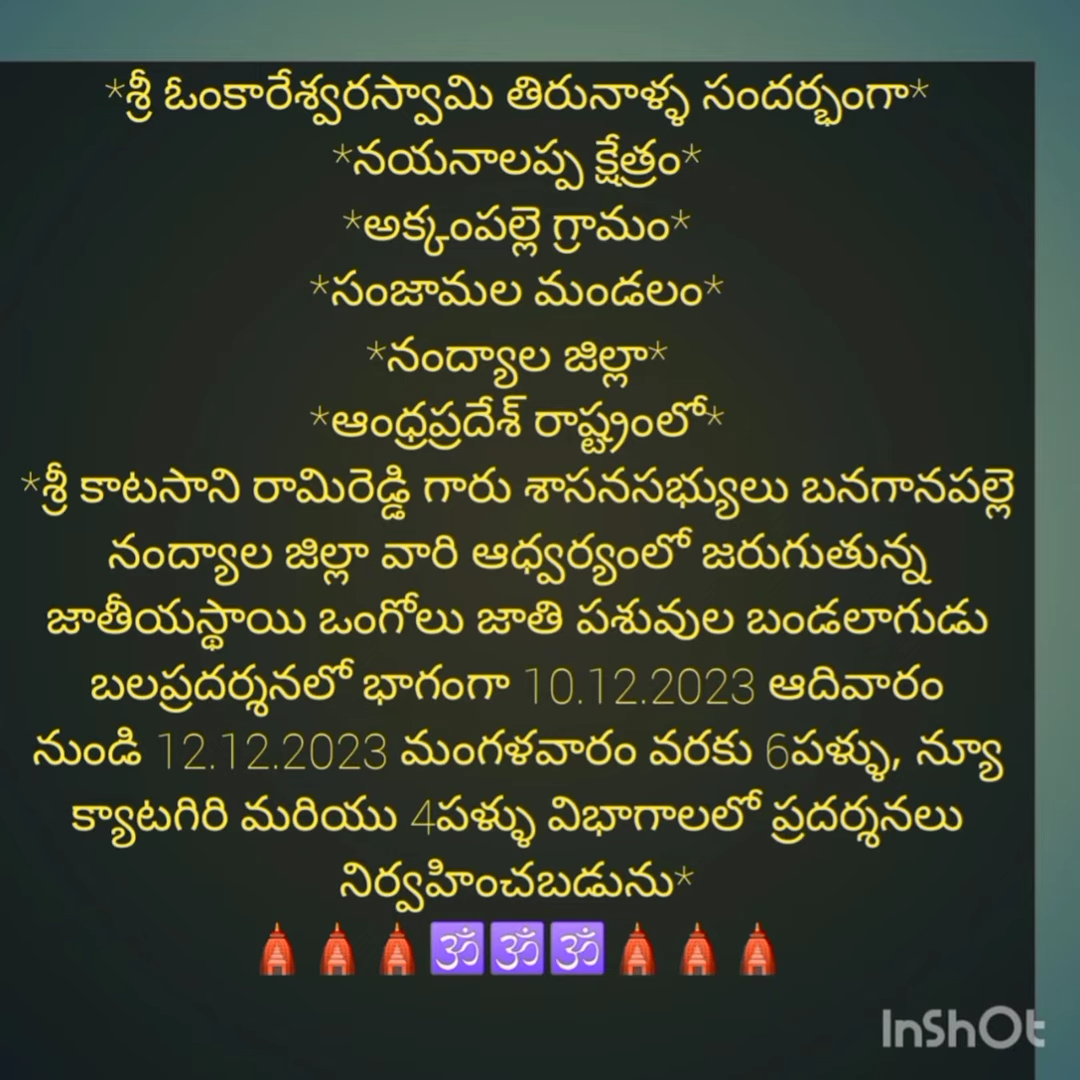 *శ్రీ ఓంకారేశ్వరస్వామి తిరునాళ్ళ సందర్భంగా*
*నయనాలప్ప క్షేత్రం*
*అక్కంపల్లె గ్రామం*
*సంజామల మండలం*
*నంద్యాల జిల్లా*
*ఆంధ్రప్రదేశ్ రాష్ట్రంలో*
*శ్రీ కాటసాని రామిరెడ్డి గారు శాసనసభ్యులు బనగానపల్లె
నంద్యాల జిల్లా వారి ఆధ్వర్యంలో జరుగుతున్న
జాతీయస్థాయి ఒంగోలు జాతి పశువుల బండలాగుడు
బలప్రదర్శనలో భాగంగా 10.12.2023 ఆదివారం
నుండి 12.12.2023 మంగళవారం వరకు 6పళ్ళు, న్యూ
క్యాటగిరి మరియు 4పళ్ళు విభాగాలలో ప్రదర్శనలు
నిర్వహించబడును*
🛕🛕🛕🕉🕉🕉🛕🛕🛕
InShOt